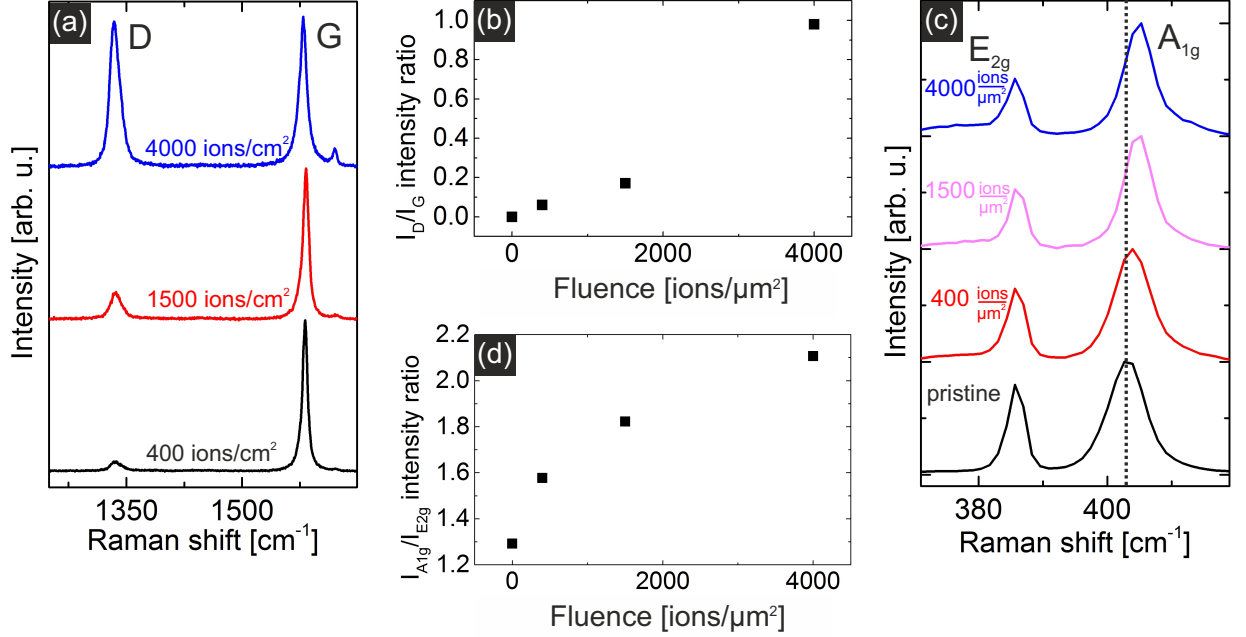 (a)
D
G
4000 ions/cm²
1500 ions/cm²
400 ions/cm²
Intensity [arb. u.]
1350
1500
Raman shift [cm⁻¹]
(b)
1.0
0.8
0.6
0.4
0.2
0.0
I_D/I_G intensity ratio
0
2000
4000
Fluence [ions/µm²]
(d)
2.2
2.0
1.8
1.6
1.4
1.2
I_A1g/I_E2g intensity ratio
0
2000
4000
Fluence [ions/µm²]
(c)
E_2g
A_1g
4000 ions/µm²
1500 ions/µm²
400 ions/µm²
pristine
Intensity [arb. u.]
380
400
Raman shift [cm⁻¹]